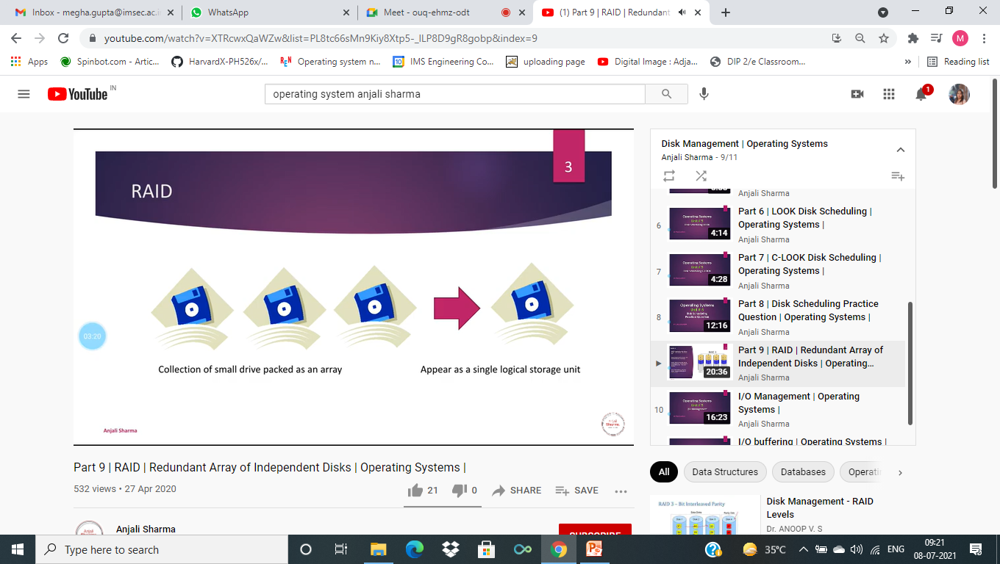 Inbox - megha.gupta@imsec.ac.i
WhatsApp
Meet - ouq-ehmz-odt
(1) Part 9 | RAID | Redundant
youtube.com/watch?v=XTRcwxQaWZw&list=PL8tc66sMn9Kiy8Xtp5-_lLP8D9gR8gobp&index=9
M
Apps
Spinbot.com - Artic...
HarvardX-PH526x/...
Operating system n...
IMS Engineering Co...
uploading page
Digital Image : Adja...
DIP 2/e Classroom...
»
Reading list
YouTube IN
operating system anjali sharma
1
3
RAID
03:20
Collection of small drive packed as an array
Appear as a single logical storage unit
Anjali Sharma
Part 9 | RAID | Redundant Array of Independent Disks | Operating Systems |
532 views • 27 Apr 2020
21
0
SHARE
SAVE
Anjali Sharma
Disk Management | Operating Systems
Anjali Sharma - 9/11
Anjali Sharma
6
4:14
Part 6 | LOOK Disk Scheduling |
Operating Systems |
Anjali Sharma
7
4:28
Part 7 | C-LOOK Disk Scheduling |
Operating Systems |
Anjali Sharma
8
12:16
Part 8 | Disk Scheduling Practice
Question | Operating Systems |
Anjali Sharma
20:36
Part 9 | RAID | Redundant Array of
Independent Disks | Operating...
Anjali Sharma
10
16:23
I/O Management | Operating
Systems |
Anjali Sharma
I/O buffering | Operating Systems |
All
Data Structures
Databases
Operati
RAID 3 – Bit Interleaved Parity
Disk Management - RAID
Levels
Dr. ANOOP V. S
Type here to search
35°C
ENG
09:21
08-07-2021